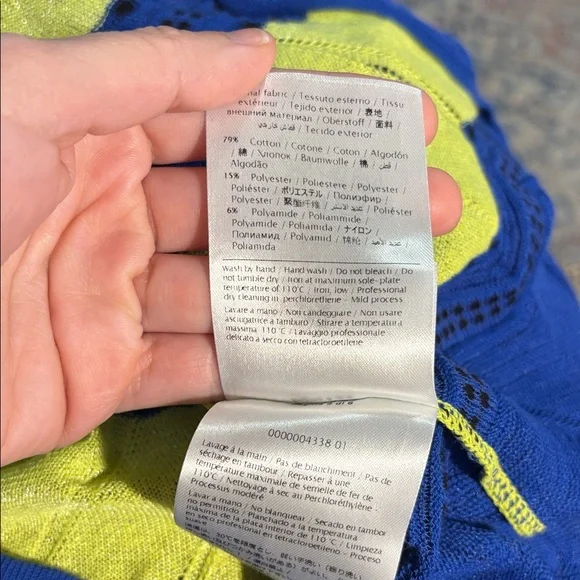 nal fabric / Tessuto esterno / Tissu
extérieur / Tejido exterior / 表地 /
внешний материал / Oberstoff / 面料 /
/ Tecido exterior
79% Cotton / Cotone / Coton / Algodón
/ 綿 / Хлопок / Baumwolle / 棉 / قطن /
Algodão
15% Polyester / Poliestere / Polyester /
Poliéster / ポリエステル / Полиэфир /
Polyester / 聚酯纤维 / / Poliéster
6% Polyamide / Poliammide /
Polyamide / Poliamida / ナイロン /
Полиамид / Polyamid / 锦纶 / /
Poliamida
wash by hand / Hand wash / Do not bleach / Do
not tumble dry / Iron at maximum sole-plate
temperature of 110°C / Iron, low / Professional
dry cleaning in perchlorethene - Mild process
Lavare a mano / Non candeggiare / Non usare
asciugatrice a tamburo / Stirare a temperatura
massima 110°C / Lavaggio professionale
delicato a secco con tetracloroetilene
0000004338 01
Lavage à la main / Pas de blanchiment / Pas de
séchage en tambour / Repasser à une
température maximale de semelle de fer de
110°C / Nettoyage à sec au Perchloréthylène -
Processus modéré
Lavar a mano / No blanquear / Secado en tambor
no permitido / Planchado a la temperatura
máxima de la placa interior de 110°C / Limpieza
en seco profesional en tetracloroetileno - Proceso